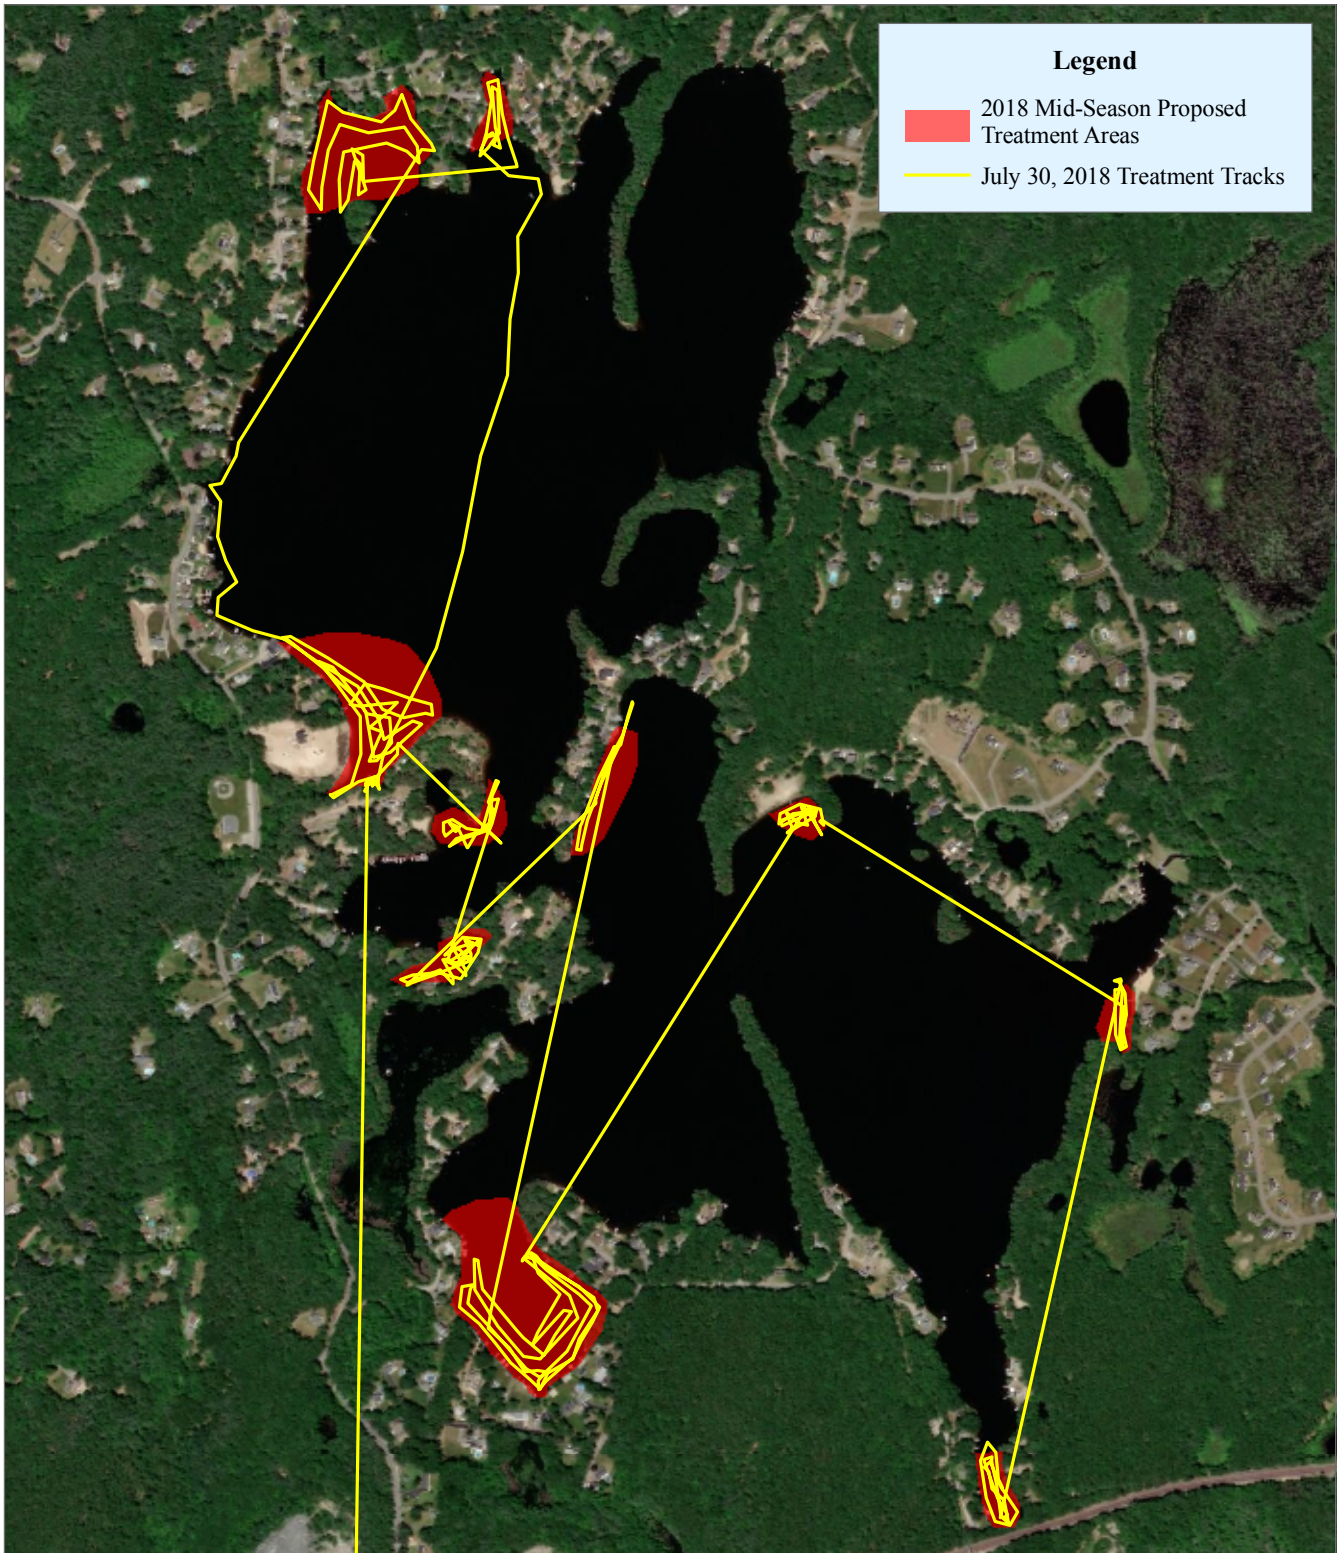 Legend
2018 Mid-Season Proposed
Treatment Areas
July 30, 2018 Treatment Tracks